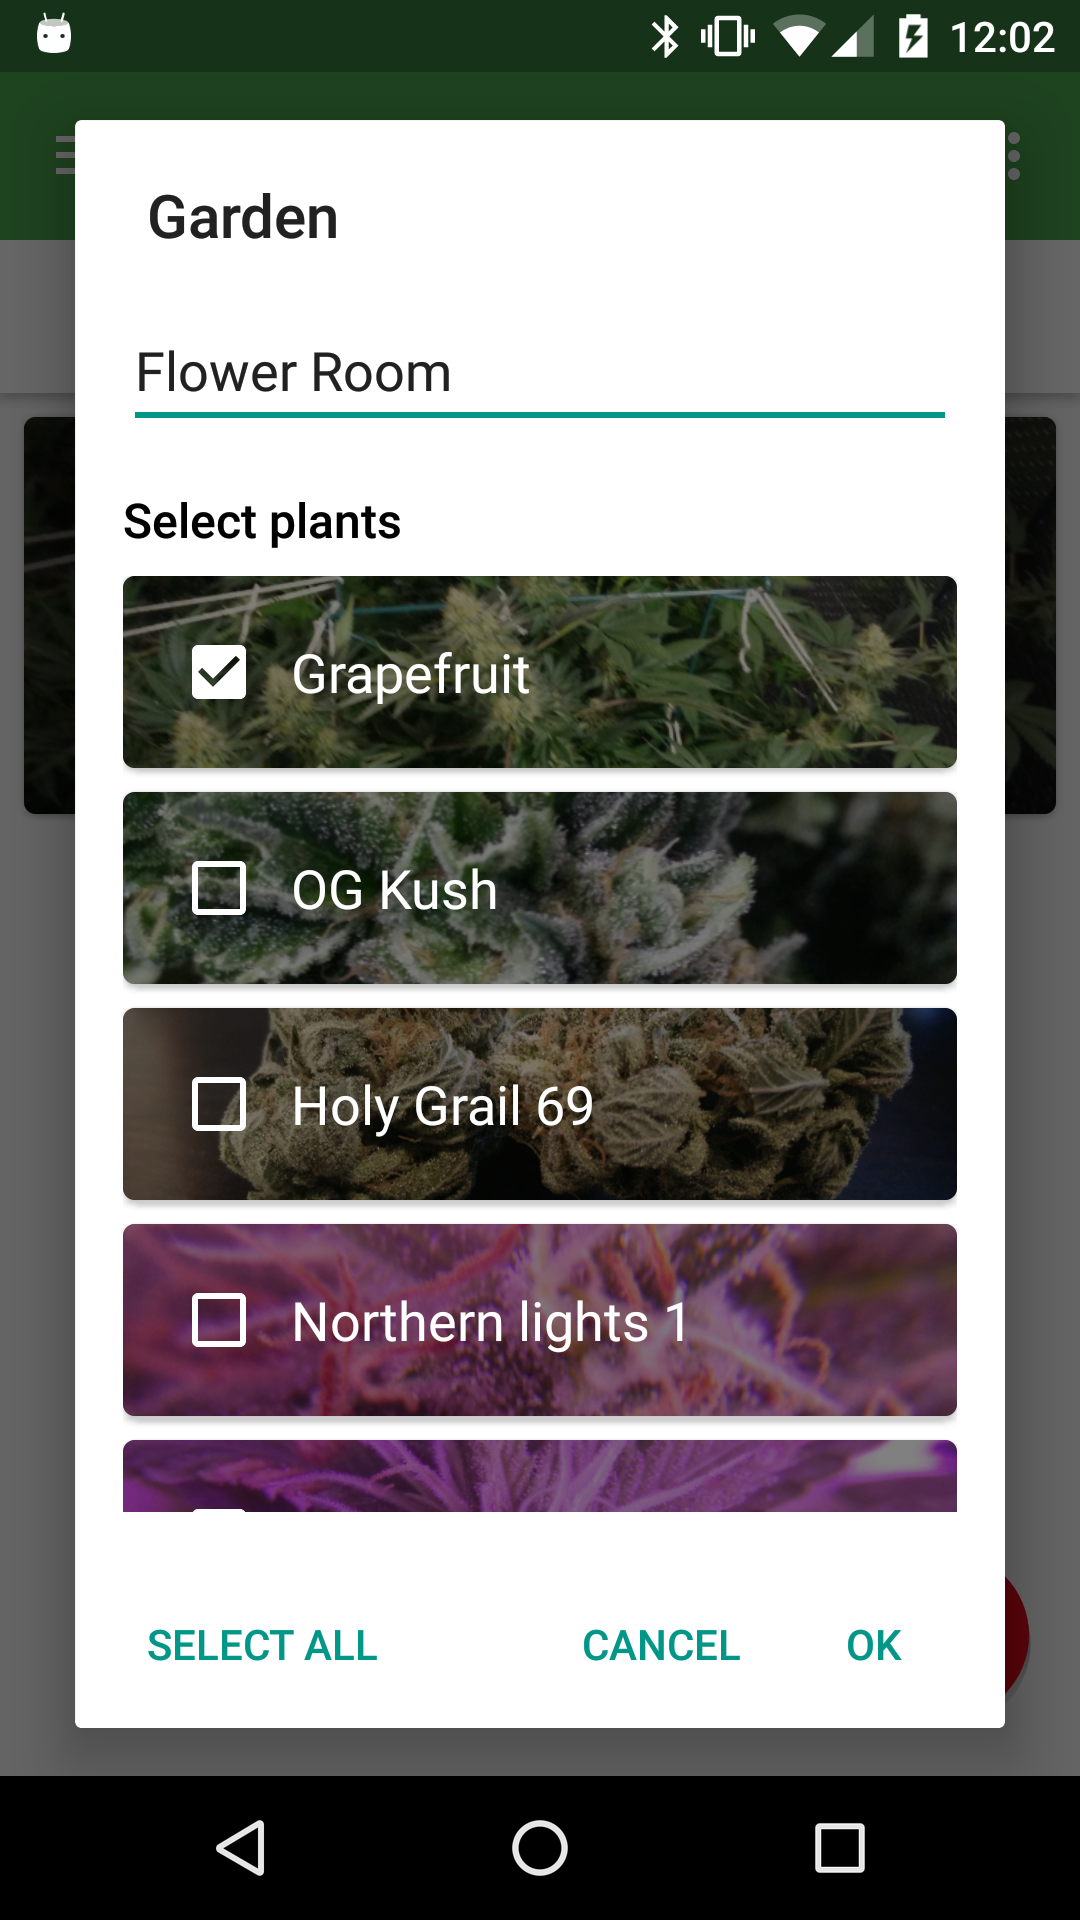 12:02
Garden
Flower Room
Select plants
Grapefruit
OG Kush
Holy Grail 69
Northern lights 1
SELECT ALL CANCEL OK